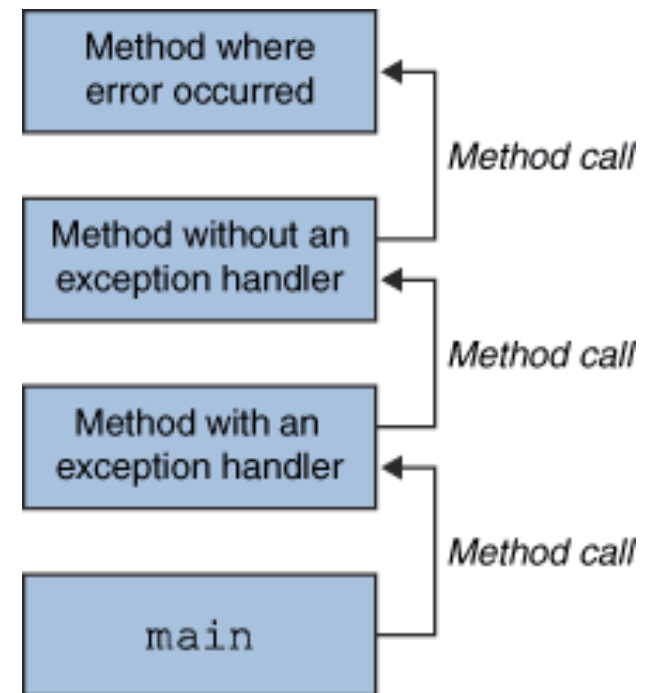 Method where
error occurred
Method call
Method without an
exception handler
Method call
Method with an
exception handler
Method call
main